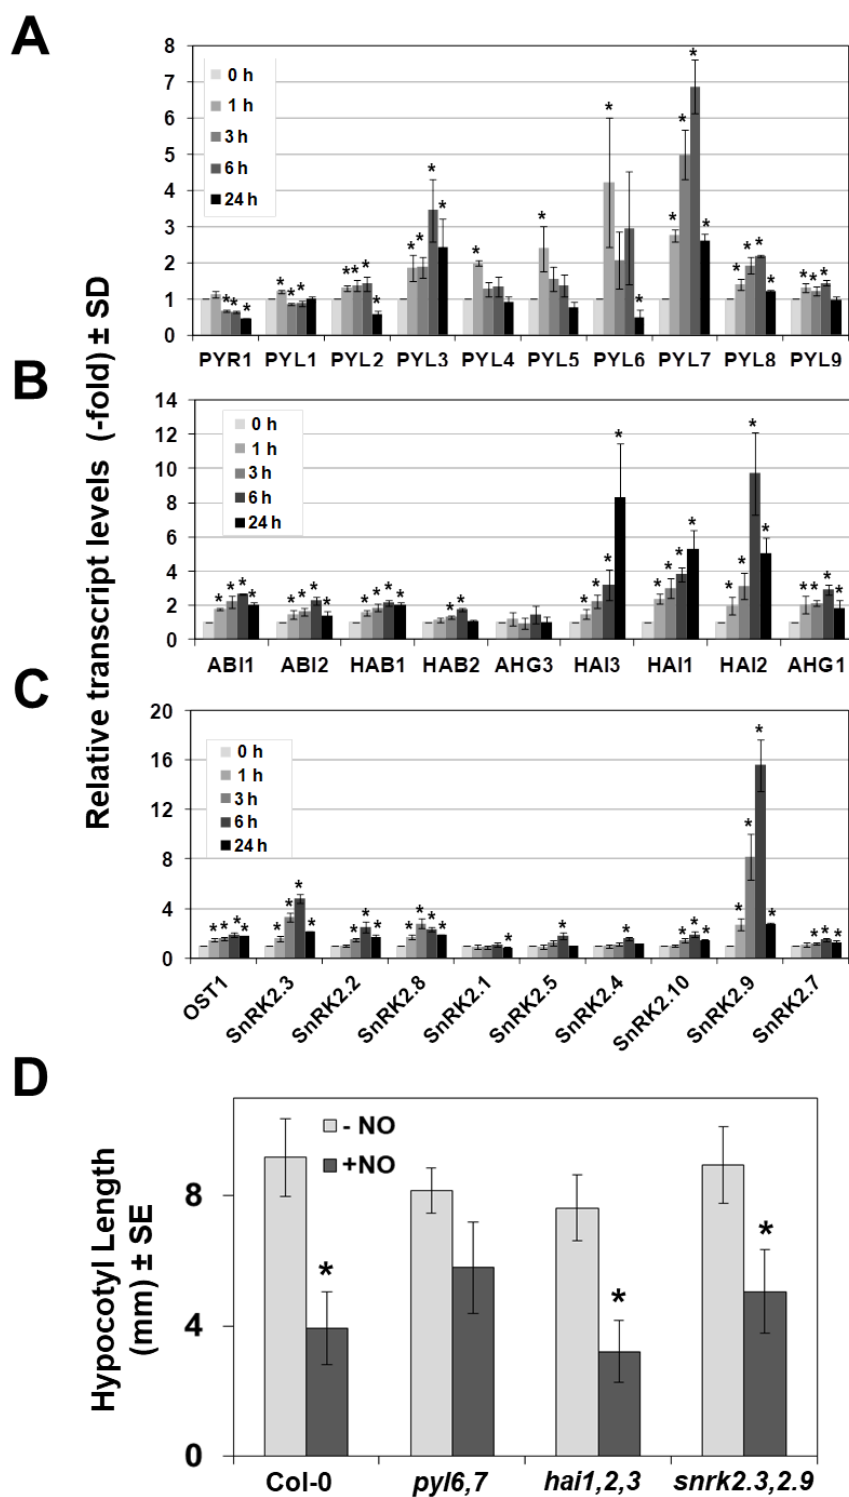 A
Relative transcript levels (-fold) ± SD
8
7
6
5
4
3
2
1
0
0 h
1 h
3 h
6 h
24 h
* * * * * * * * * * * * * * * * * * * * * * * * * * * *
PYR1 PYL1 PYL2 PYL3 PYL4 PYL5 PYL6 PYL7 PYL8 PYL9
B
14
12
10
8
6
4
2
0
0 h
1 h
3 h
6 h
24 h
ABI1 ABI2 HAB1 HAB2 AHG3 HAI3 HAI1 HAI2 AHG1
C
20
16
12
8
4
0
0 h
1 h
3 h
6 h
24 h
OST1 SnRK2.3 SnRK2.2 SnRK2.8 SnRK2.1 SnRK2.5 SnRK2.4 SnRK2.10 SnRK2.9 SnRK2.7
D
Hypocotyl Length
(mm) ± SE
8
4
0
- NO
+NO
* * *
Col-0 pyl6,7 hai1,2,3 snrk2.3,2.9